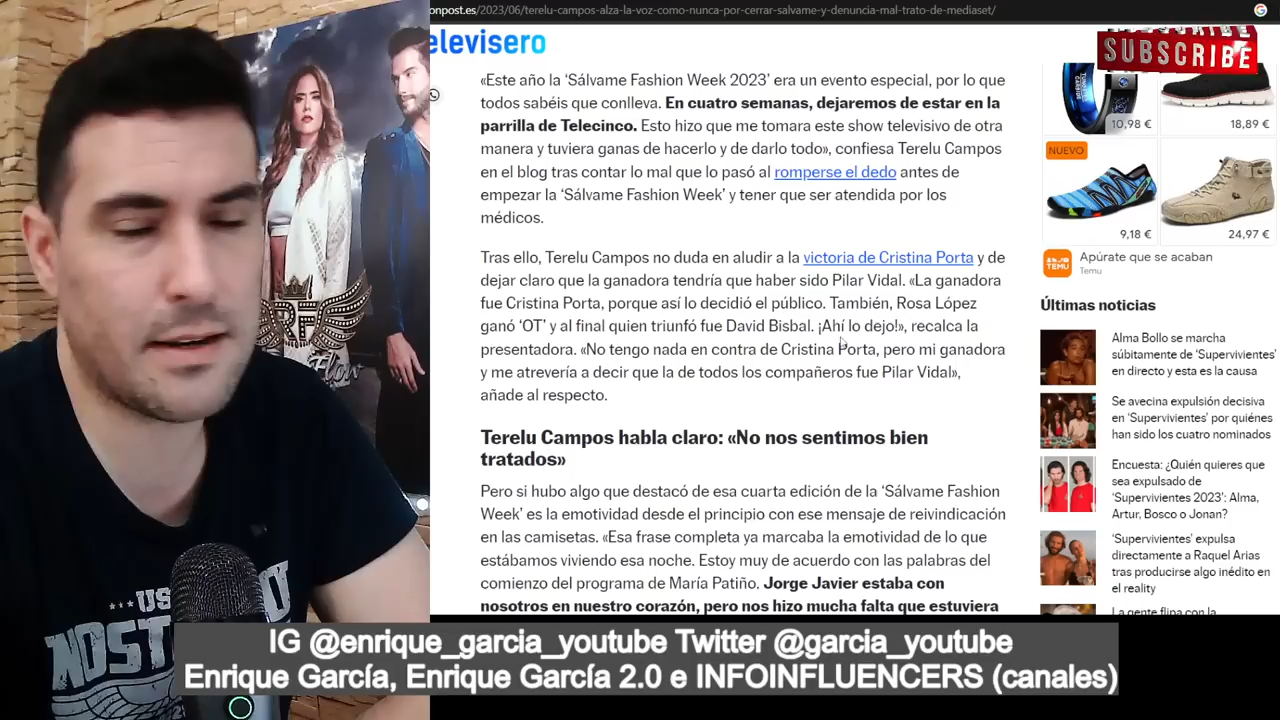 onpost.es/2023/06/terelu-campos-alza-la-voz-como-nunca-por-cerrar-salvame-y-denuncia-mal-trato-de-mediaset/
elevisero
SUBSCRIBE
SUBSCRIBE
«Este año la ‘Sálvame Fashion Week 2023’ era un evento especial, por lo que
todos sabéis que conlleva. En cuatro semanas, dejaremos de estar en la
parrilla de Telecinco. Esto hizo que me tomara este show televisivo de otra
manera y tuviera ganas de hacerlo y de darlo todo», confiesa Terelu Campos
en el blog tras contar lo mal que lo pasó al romperse el dedo antes de
empezar la ‘Sálvame Fashion Week’ y tener que ser atendida por los
médicos.
Tras ello, Terelu Campos no duda en aludir a la victoria de Cristina Porta y de
dejar claro que la ganadora tendría que haber sido Pilar Vidal. «La ganadora
fue Cristina Porta, porque así lo decidió el público. También, Rosa López
ganó ‘OT’ y al final quien triunfó fue David Bisbal. ¡Ahí lo dejo!», recalca la
presentadora. «No tengo nada en contra de Cristina Porta, pero mi ganadora
y me atrevería a decir que la de todos los compañeros fue Pilar Vidal»,
añade al respecto.
Terelu Campos habla claro: «No nos sentimos bien
tratados»
Pero si hubo algo que destacó de esa cuarta edición de la ‘Sálvame Fashion
Week’ es la emotividad desde el principio con ese mensaje de reivindicación
en las camisetas. «Esa frase completa ya marcaba la emotividad de lo que
estábamos viviendo esa noche. Estoy muy de acuerdo con las palabras del
comienzo del programa de María Patiño. Jorge Javier estaba con
nosotros en nuestro corazón, pero nos hizo mucha falta que estuviera
10,98 €
18,89 €
NUEVO
9,18 €
24,97 €
TEMU
Apúrate que se acaban
Temu
Últimas noticias
Alma Bollo se marcha
súbitamente de ‘Supervivientes’
en directo y esta es la causa
Se avecina expulsión decisiva
en ‘Supervivientes’ por quiénes
han sido los cuatro nominados
Encuesta: ¿Quién quieres que
sea expulsado de
‘Supervivientes 2023’: Alma,
Artur, Bosco o Jonan?
‘Supervivientes’ expulsa
directamente a Raquel Arias
tras producirse algo inédito en
el reality
La gente flipa con la
RF
Flow
US
NOST
IG @enrique_garcia_youtube Twitter @garcia_youtube
Enrique García, Enrique García 2.0 e INFOINFLUENCERS (canales)